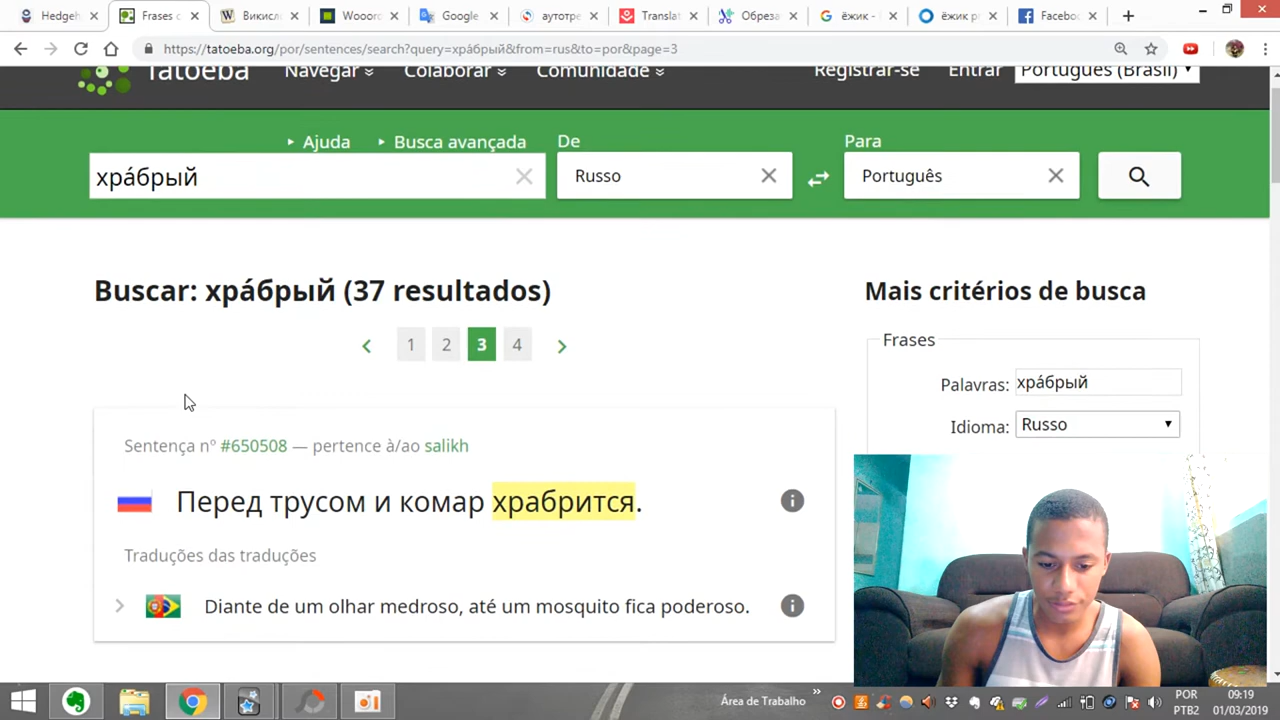 Hedgeh
Frases c
Викисл
Wooord
Google
аутотре
Translat
Обреза
ёжик -
ёжик ру
Facebo
https://tatoeba.org/por/sentences/search?query=хра́брый&from=rus&to=por&page=3
Tatoeba
Navegar
Colaborar
Comunidade
Registrar-se
Entrar
Português (Brasil)
Ajuda
Busca avançada
De
Para
хра́брый
Russo
Português
Buscar: хра́брый (37 resultados)
1 2 3 4
Mais critérios de busca
Frases
Palavras: хра́брый
Idioma: Russo
Sentença nº #650508 — pertence à/ao salikh
Перед трусом и комар храбрится.
Traduções das traduções
Diante de um olhar medroso, até um mosquito fica poderoso.
Área de Trabalho
POR
PTB2
09:19
01/03/2019